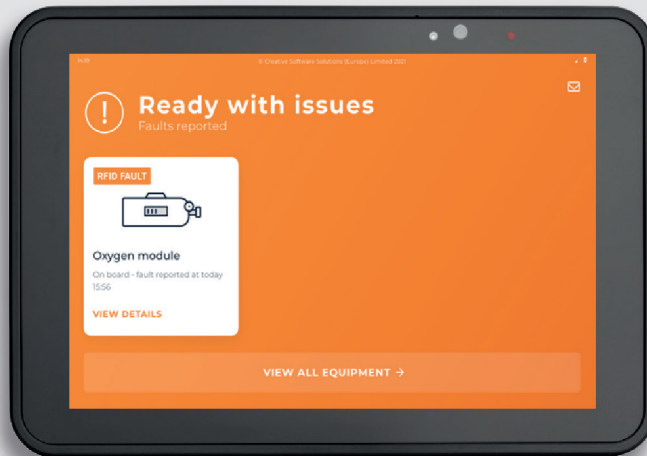 © Creative Software Solutions (Europe) Limited 2021
Ready with issues
Faults reported
RFID FAULT
Oxygen module
On board - fault reported at today
15:56
VIEW DETAILS
VIEW ALL EQUIPMENT →